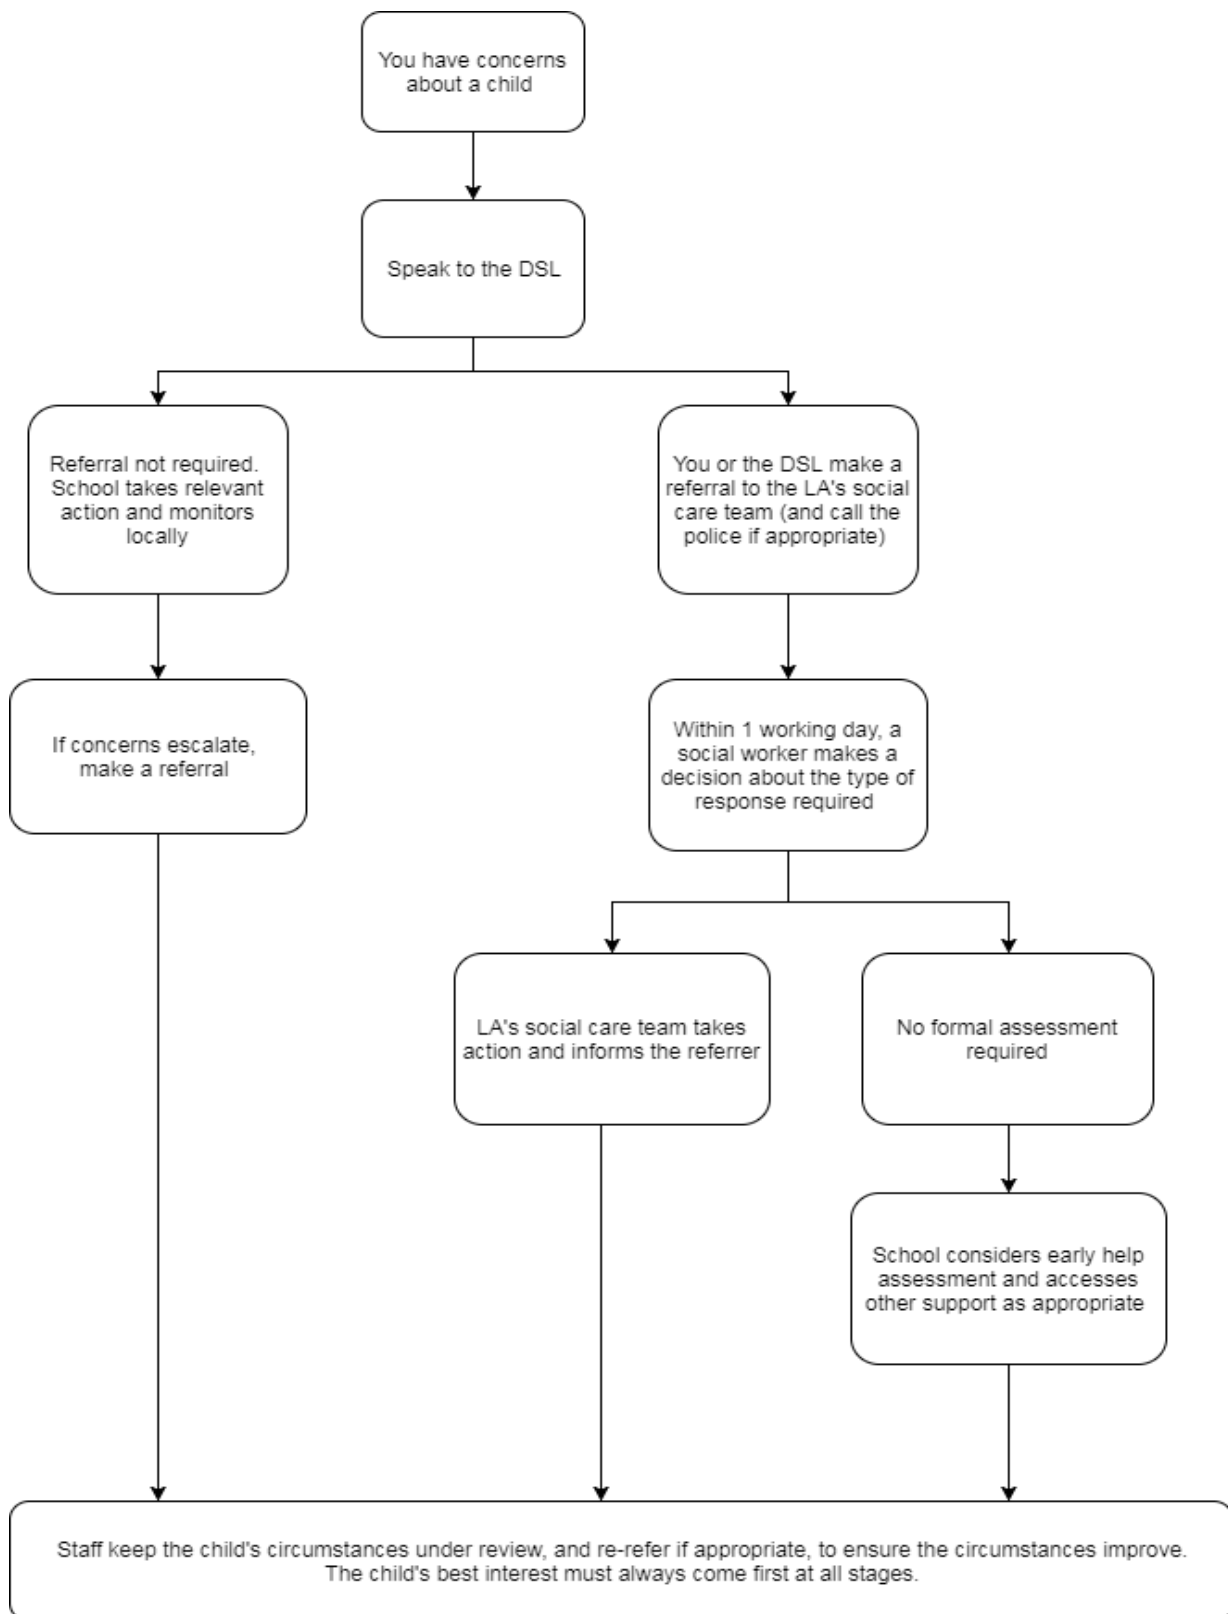 You have concerns
about a child
Speak to the DSL
Referral not required.
School takes relevant
action and monitors
locally
You or the DSL make a
referral to the LA's social
care team (and call the
police if appropriate)
If concerns escalate,
make a referral
Within 1 working day, a
social worker makes a
decision about the type of
response required
LA's social care team takes
action and informs the referrer
No formal assessment
required
School considers early help
assessment and accesses
other support as appropriate
Staff keep the child's circumstances under review, and re-refer if appropriate, to ensure the circumstances improve.
The child's best interest must always come first at all stages.